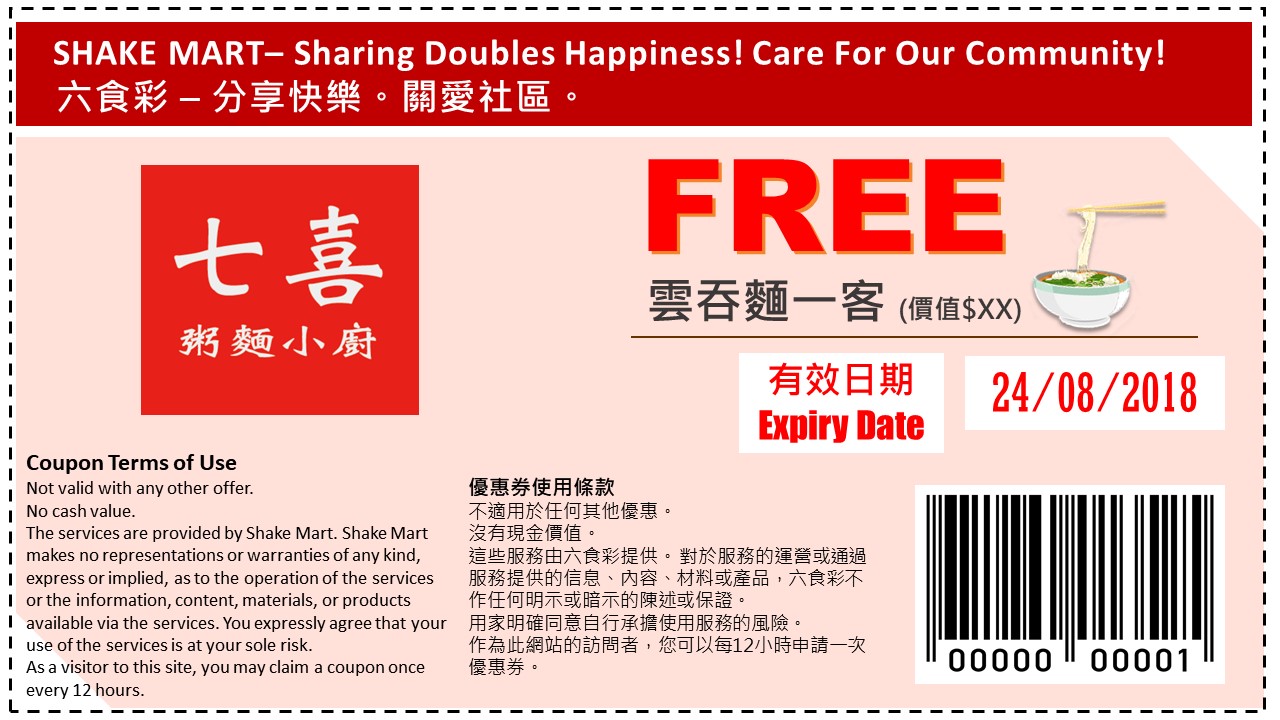 SHAKE MART– Sharing Doubles Happiness! Care For Our Community!
六食彩 – 分享快樂。關愛社區。
七喜
粥麵小廚
FREE
雲吞麵一客 (價值$XX)
有效日期
Expiry Date
24/08/2018
Coupon Terms of Use
Not valid with any other offer.
No cash value.
The services are provided by Shake Mart. Shake Mart
makes no representations or warranties of any kind,
express or implied, as to the operation of the services
or the information, content, materials, or products
available via the services. You expressly agree that your
use of the services is at your sole risk.
As a visitor to this site, you may claim a coupon once
every 12 hours.
優惠券使用條款
不適用於任何其他優惠。
沒有現金價值。
這些服務由六食彩提供。 對於服務的運營或通過
服務提供的信息、內容、材料或產品，六食彩不
作任何明示或暗示的陳述或保證。
用家明確同意自行承擔使用服務的風險。
作為此網站的訪問者，您可以每12小時申請一次
優惠券。
00000 00001